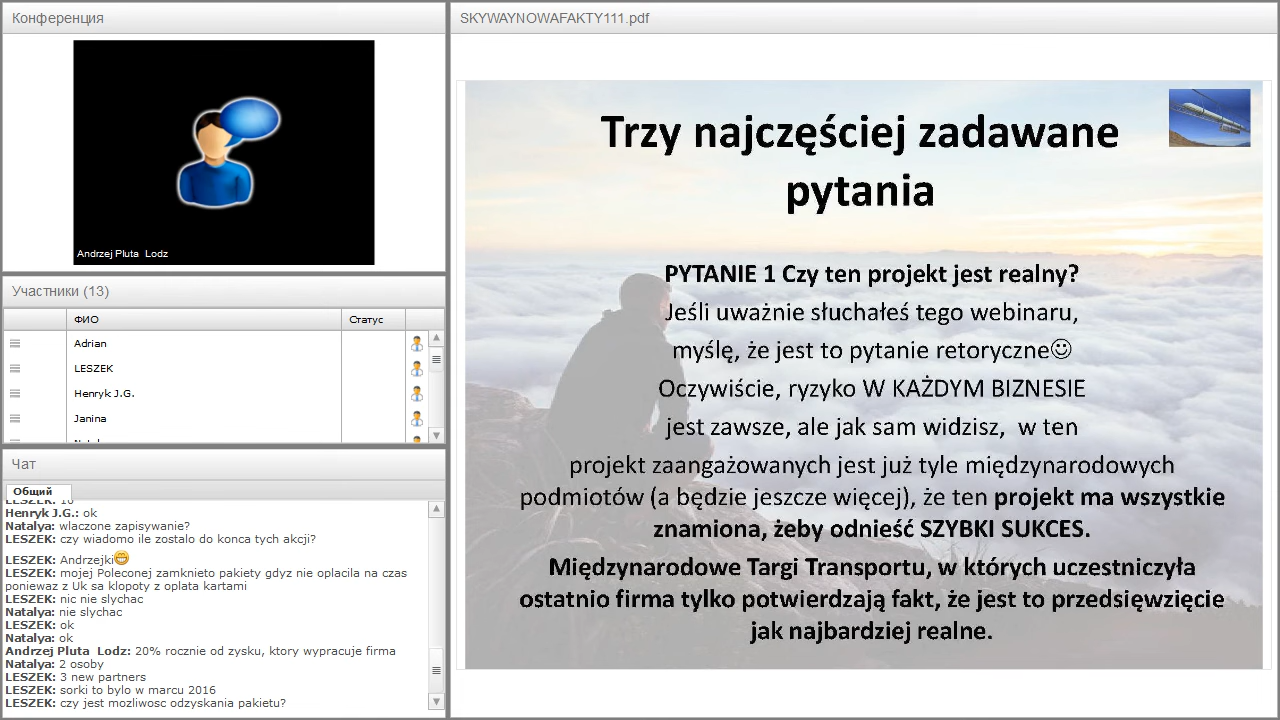 Конференция
Andrzej Pluta Lodz
Участники (13)
ФИО
Статус
Adrian
LESZEK
Henryk J.G.
Janina
Чат
Общий
LESZEK: 10
Henryk J.G.: ok
Natalya: wlaczone zapisywanie?
LESZEK: czy wiadomo ile zostalo do konca tych akcji?
LESZEK: Andrzejki
LESZEK: mojej Poleconej zamknieto pakiety gdyz nie oplacila na czas
poniewaz z Uk sa klopoty z oplata kartami
LESZEK: nic nie slychac
Natalya: nie slychac
LESZEK: ok
Natalya: ok
Andrzej Pluta Lodz: 20% rocznie od zysku, ktory wypracuje firma
Natalya: 2 osoby
LESZEK: 3 new partners
LESZEK: sorki to bylo w marcu 2016
LESZEK: czy jest mozliwosc odzyskania pakietu?
SKYWAYNOWAFAKTY111.pdf
Trzy najczęściej zadawane
pytania
PYTANIE 1 Czy ten projekt jest realny?
Jeśli uważnie słuchałeś tego webinaru,
myślę, że jest to pytanie retoryczne☺
Oczywiście, ryzyko W KAŻDYM BIZNESIE
jest zawsze, ale jak sam widzisz, w ten
projekt zaangażowanych jest już tyle międzynarodowych
podmiotów (a będzie jeszcze więcej), że ten projekt ma wszystkie
znamiona, żeby odnieść SZYBKI SUKCES.
Międzynarodowe Targi Transportu, w których uczestniczyła
ostatnio firma tylko potwierdzają fakt, że jest to przedsięwzięcie
jak najbardziej realne.